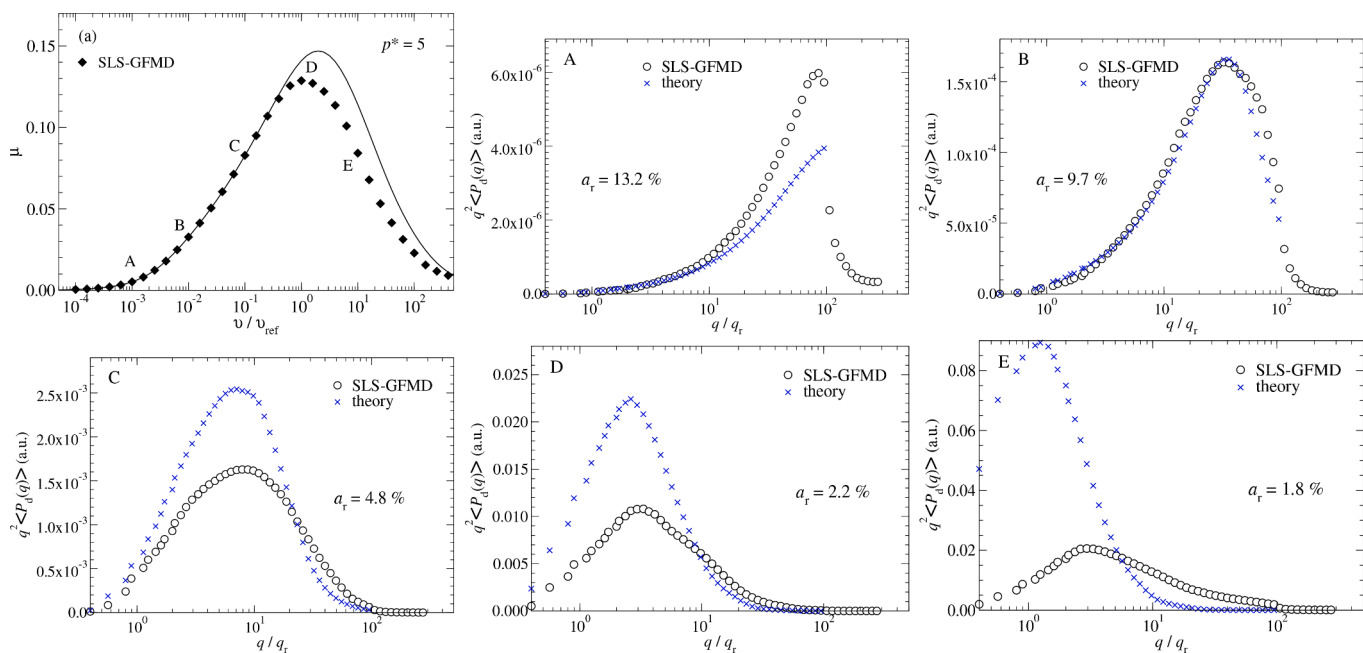 (a)
p* = 5
SLS-GFMD
A
B
C
D
E
μ
0.15
0.10
0.05
0.00
10⁻⁴ 10⁻³ 10⁻² 10⁻¹ 10⁰ 10¹ 10²
υ / υref
A
SLS-GFMD
theory
aᵣ = 13.2 %
q² <Pd(q)> (a.u.)
6.0x10⁻⁶
4.0x10⁻⁶
2.0x10⁻⁶
0.0
10⁰ 10¹ 10²
q / qᵣ
B
SLS-GFMD
theory
aᵣ = 9.7 %
q² <Pd(q)> (a.u.)
1.5x10⁻⁴
1.0x10⁻⁴
5.0x10⁻⁵
0.0
10⁰ 10¹ 10²
q / qᵣ
C
SLS-GFMD
theory
aᵣ = 4.8 %
q² <Pd(q)> (a.u.)
2.5x10⁻³
2.0x10⁻³
1.5x10⁻³
1.0x10⁻³
0.5x10⁻³
0.0
10⁰ 10¹ 10²
q / qᵣ
D
SLS-GFMD
theory
aᵣ = 2.2 %
q² <Pd(q)> (a.u.)
0.025
0.020
0.015
0.010
0.005
0.000
10⁰ 10¹ 10²
q / qᵣ
E
SLS-GFMD
theory
aᵣ = 1.8 %
q² <Pd(q)> (a.u.)
0.08
0.06
0.04
0.02
0.00
10⁰ 10¹ 10²
q / qᵣ